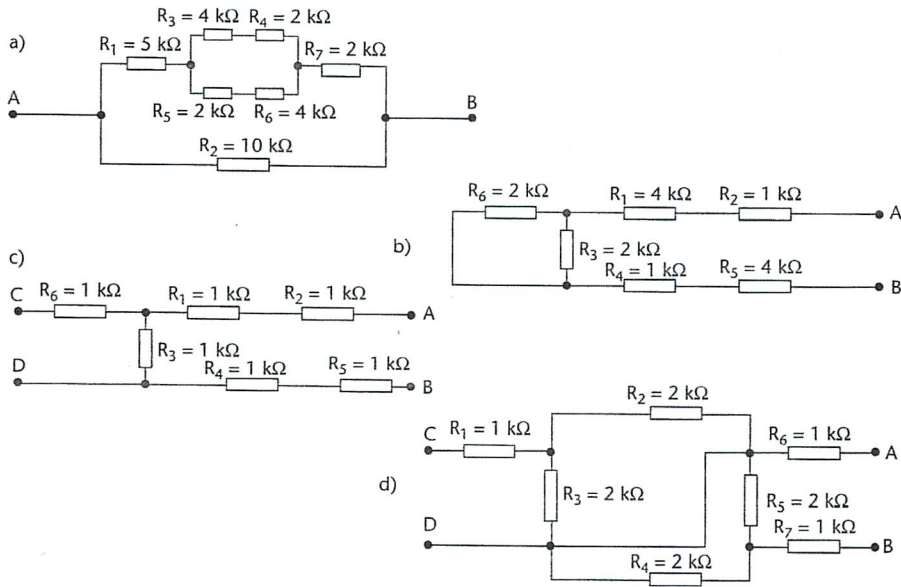 a)
R3 = 4 kΩ R4 = 2 kΩ
R1 = 5 kΩ
R7 = 2 kΩ
A
B
R5 = 2 kΩ R6 = 4 kΩ
R2 = 10 kΩ
b)
R6 = 2 kΩ
R1 = 4 kΩ R2 = 1 kΩ
A
R3 = 2 kΩ
R4 = 1 kΩ
R5 = 4 kΩ
B
c)
C
R6 = 1 kΩ
R1 = 1 kΩ
R2 = 1 kΩ
A
R3 = 1 kΩ
D
R4 = 1 kΩ
R5 = 1 kΩ
B
d)
R2 = 2 kΩ
C
R1 = 1 kΩ
R6 = 1 kΩ
A
R3 = 2 kΩ
R5 = 2 kΩ
D
R7 = 1 kΩ
B
R4 = 2 kΩ